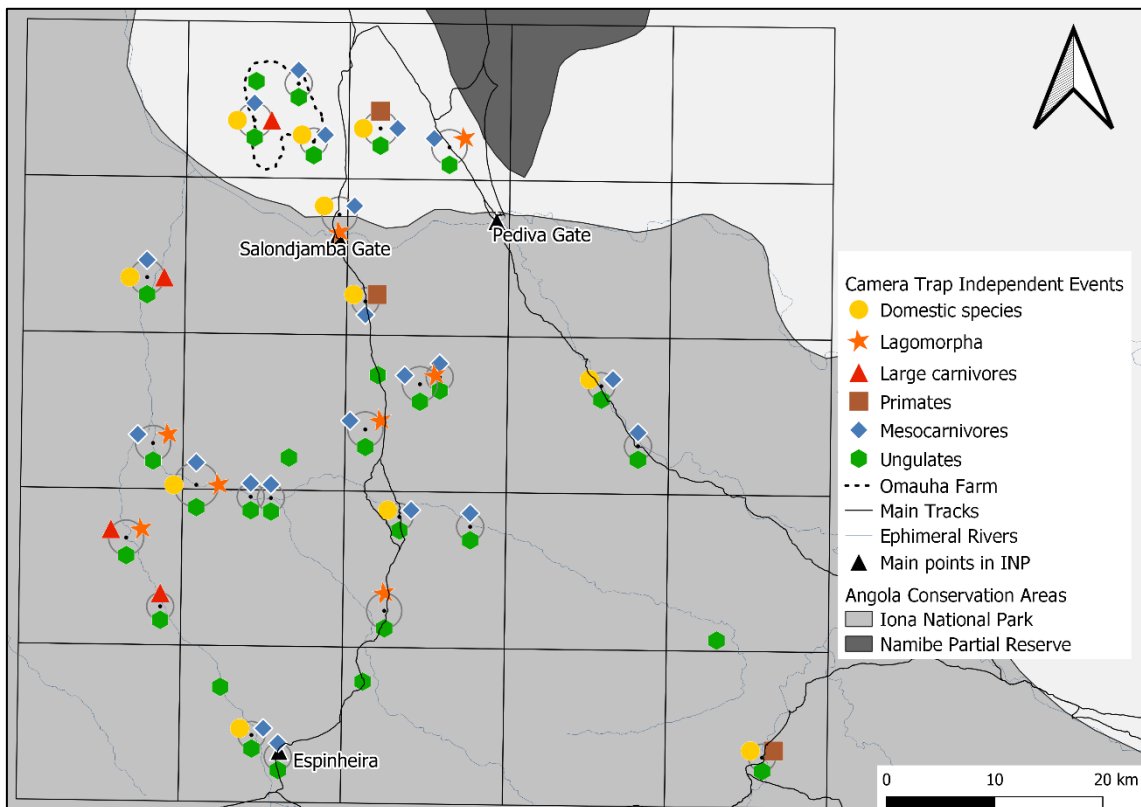 Salondjamba Gate
Pediva Gate
Espinheira
Camera Trap Independent Events
Domestic species
Lagomorpha
Large carnivores
Primates
Mesocarnivores
Ungulates
Omauha Farm
Main Tracks
Ephimeral Rivers
Main points in INP
Angola Conservation Areas
Iona National Park
Namibe Partial Reserve
0 10 20 km